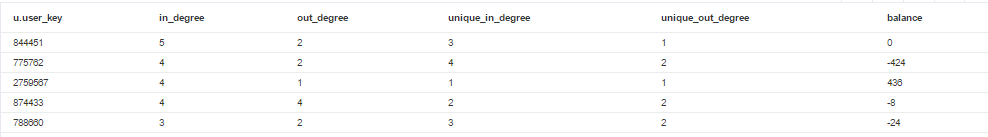 u.user_key in_degree out_degree unique_in_degree unique_out_degree balance
844451 5 2 3 1 0
775762 4 2 4 2 -424
2759567 4 1 1 1 436
874433 4 4 2 2 -8
788660 3 2 3 2 -24